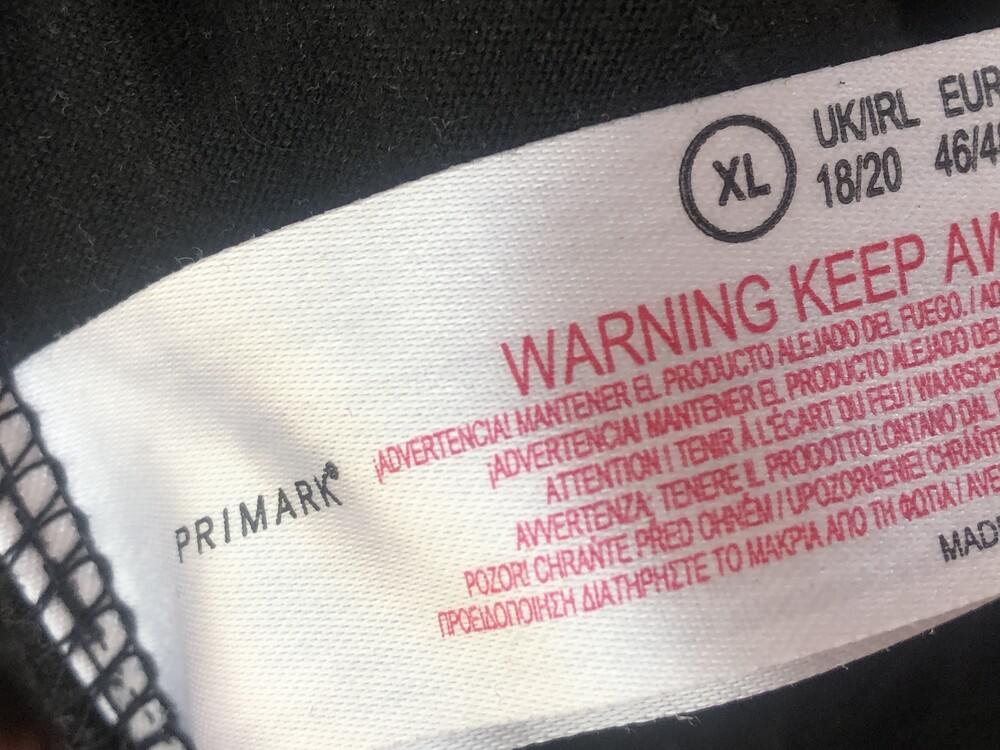 XL
UK/IRL EUR
18/20
WARNING KEEP
¡ADVERTENCIA! MANTENER EL PRODUCTO ALEJADO DEL FUEGO. /
¡ADVERTENCIA! MANTENER EL PRODUCTO ALEJADO DEL
ATTENTION ! TENIR À L'ÉCART DU FEU /
AVVERTENZA: TENERE IL PRODOTTO LONTANO DAL
POZOR! CHRAŇTE PŘED OHNĚM / UPOZORNENIE!
ΠΡΟΕΙΔΟΠΟΙΗΣΗ ΔΙΑΤΗΡΗΣΤΕ ΤΟ ΜΑΚΡΙΑ ΑΠΟ ΤΗ ΦΩΤΙΑ /
PRIMARK®